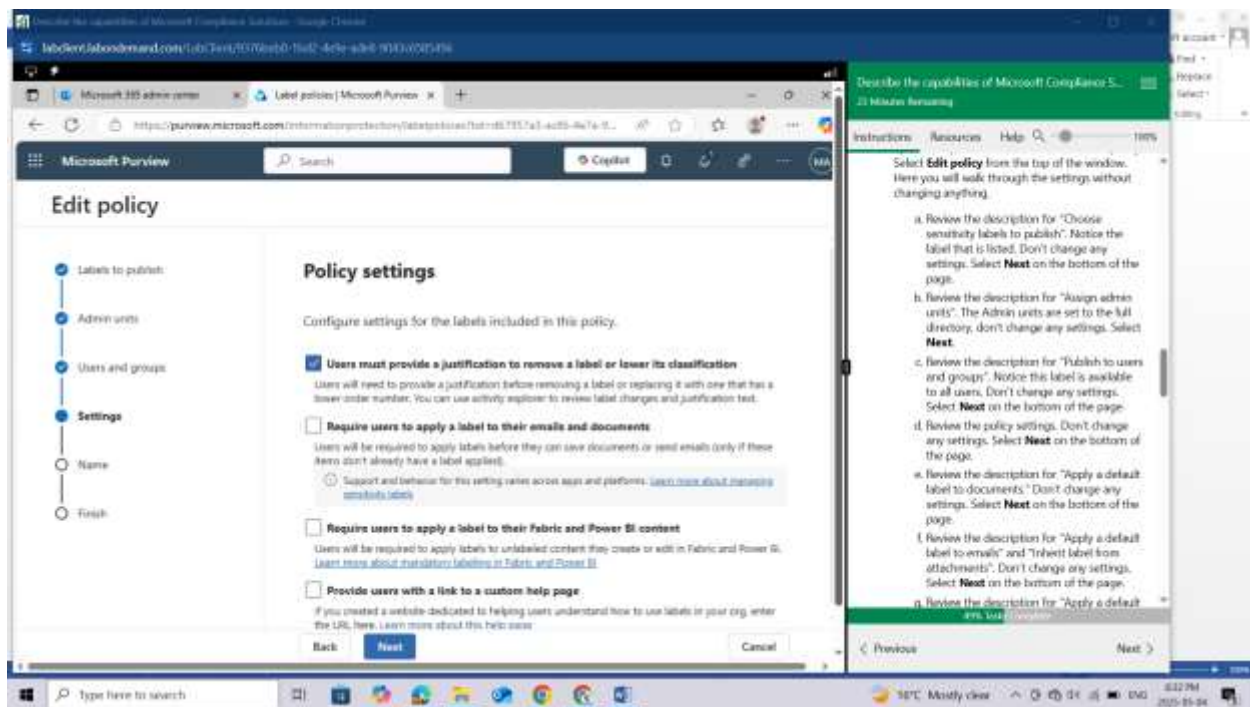 Describe the capabilities of Microsoft Compliance Solutions - Google Chrome
Microsoft 365 admin center
Label policies | Microsoft Purview
Microsoft Purview
Search
Copilot
Edit policy
Labels to publish
Admin units
Users and groups
Settings
Name
Finish
Policy settings
Configure settings for the labels included in this policy.
Users must provide a justification to remove a label or lower its classification
Users will need to provide a justification before removing a label or replacing it with one that has a
lower order number. You can use activity explorer to review label changes and justification text.
Require users to apply a label to their emails and documents
Users will be required to apply labels before they can save documents or send emails (only if these
items don't already have a label applied).
Support and behavior for this setting varies across apps and platforms. Learn more about managing
sensitivity labels
Require users to apply a label to their Fabric and Power BI content
Users will be required to apply labels to unlabeled content they create or edit in Fabric and Power BI.
Learn more about mandatory labeling in Fabric and Power BI
Provide users with a link to a custom help page
If you created a website dedicated to helping users understand how to use labels in your org, enter
the URL here. Learn more about this help page
Back
Next
Cancel
Describe the capabilities of Microsoft Compliance S...
23 Minutes Remaining
Instructions Resources Help 100%
Select Edit policy from the top of the window.
Here you will walk through the settings without
changing anything.
a. Review the description for "Choose
sensitivity labels to publish". Notice the
label that is listed. Don't change any
settings. Select Next on the bottom of the
page.
b. Review the description for "Assign admin
units". The Admin units are set to the full
directory, don't change any settings. Select
Next.
c. Review the description for "Publish to users
and groups". Notice this label is available
to all users. Don't change any settings.
Select Next on the bottom of the page
d. Review the policy settings. Don't change
any settings. Select Next on the bottom of
the page.
e. Review the description for "Apply a default
label to documents." Don't change any
settings. Select Next on the bottom of the
page.
f. Review the description for "Apply a default
label to emails" and "Inherit label from
attachments". Don't change any settings.
Select Next on the bottom of the page.
g. Review the description for "Apply a default
Previous
Next
Find
Replace
Select
Type here to search
Mostly clear
ENG